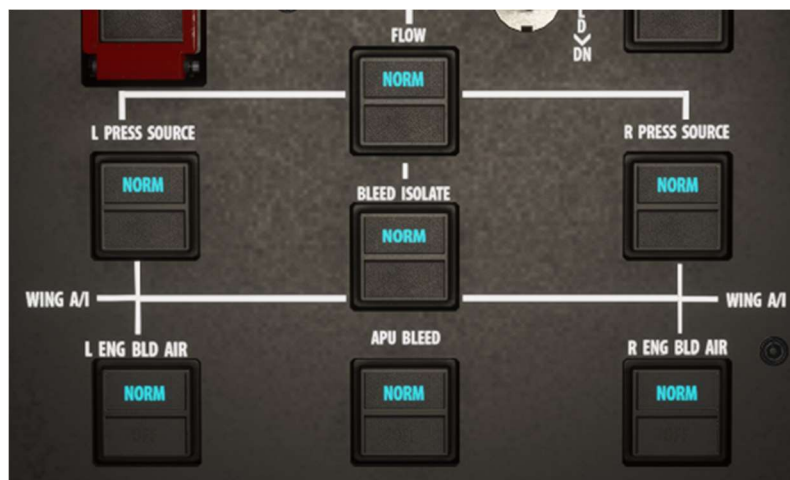 L
D
DN
FLOW
NORM
L PRESS SOURCE
R PRESS SOURCE
NORM
NORM
BLEED ISOLATE
NORM
WING A/I
WING A/I
L ENG BLD AIR
APU BLEED
R ENG BLD AIR
NORM
NORM
NORM